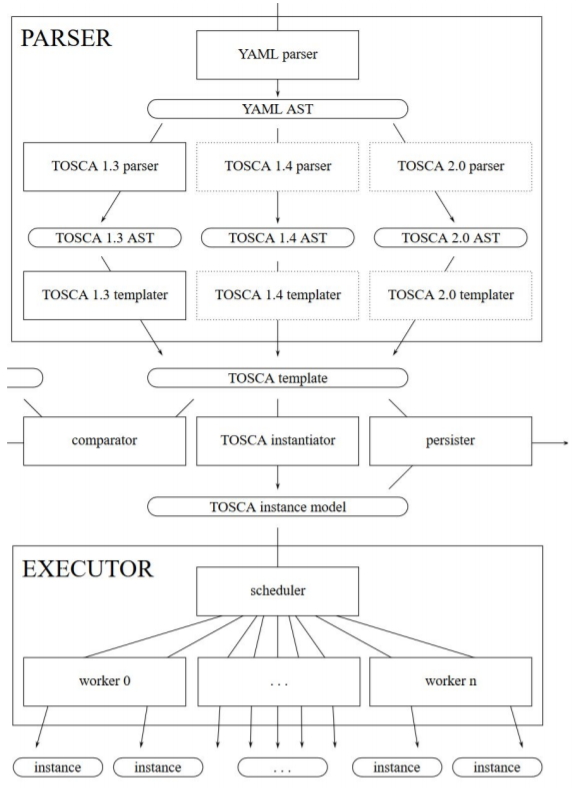 PARSER
YAML parser
YAML AST
TOSCA 1.3 parser
TOSCA 1.4 parser
TOSCA 2.0 parser
TOSCA 1.3 AST
TOSCA 1.4 AST
TOSCA 2.0 AST
TOSCA 1.3 templater
TOSCA 1.4 templater
TOSCA 2.0 templater
TOSCA template
comparator
TOSCA instantiator
persister
TOSCA instance model
EXECUTOR
scheduler
worker 0
. . .
worker n
instance
instance
. . .
instance
instance